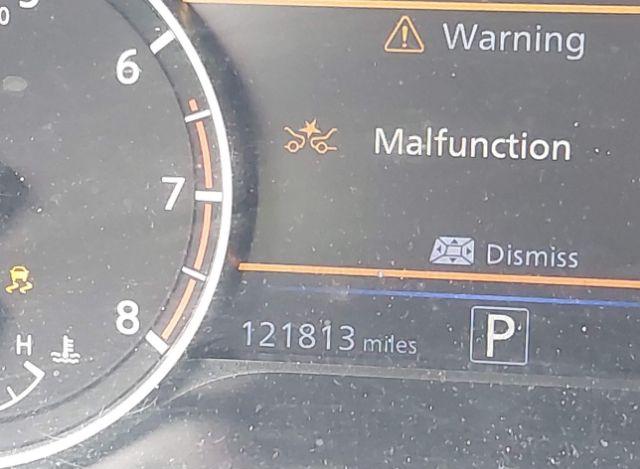 Warning
6
Malfunction
7
Dismiss
8
121813 miles
P
H